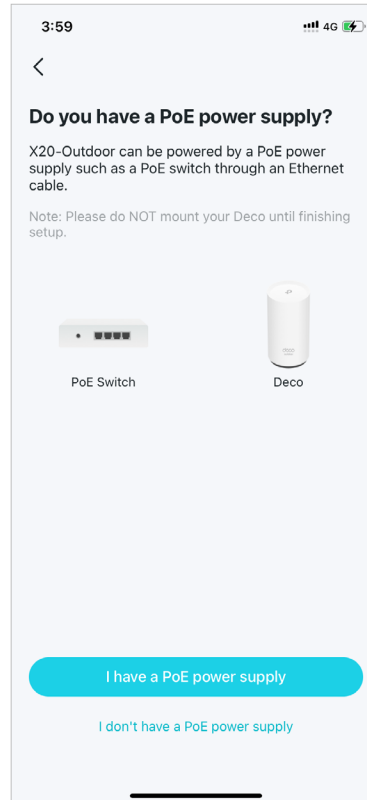 3:59
4G
Do you have a PoE power supply?
X20-Outdoor can be powered by a PoE power
supply such as a PoE switch through an Ethernet
cable.
Note: Please do NOT mount your Deco until finishing
setup.
PoE Switch
Deco
I have a PoE power supply
I don't have a PoE power supply